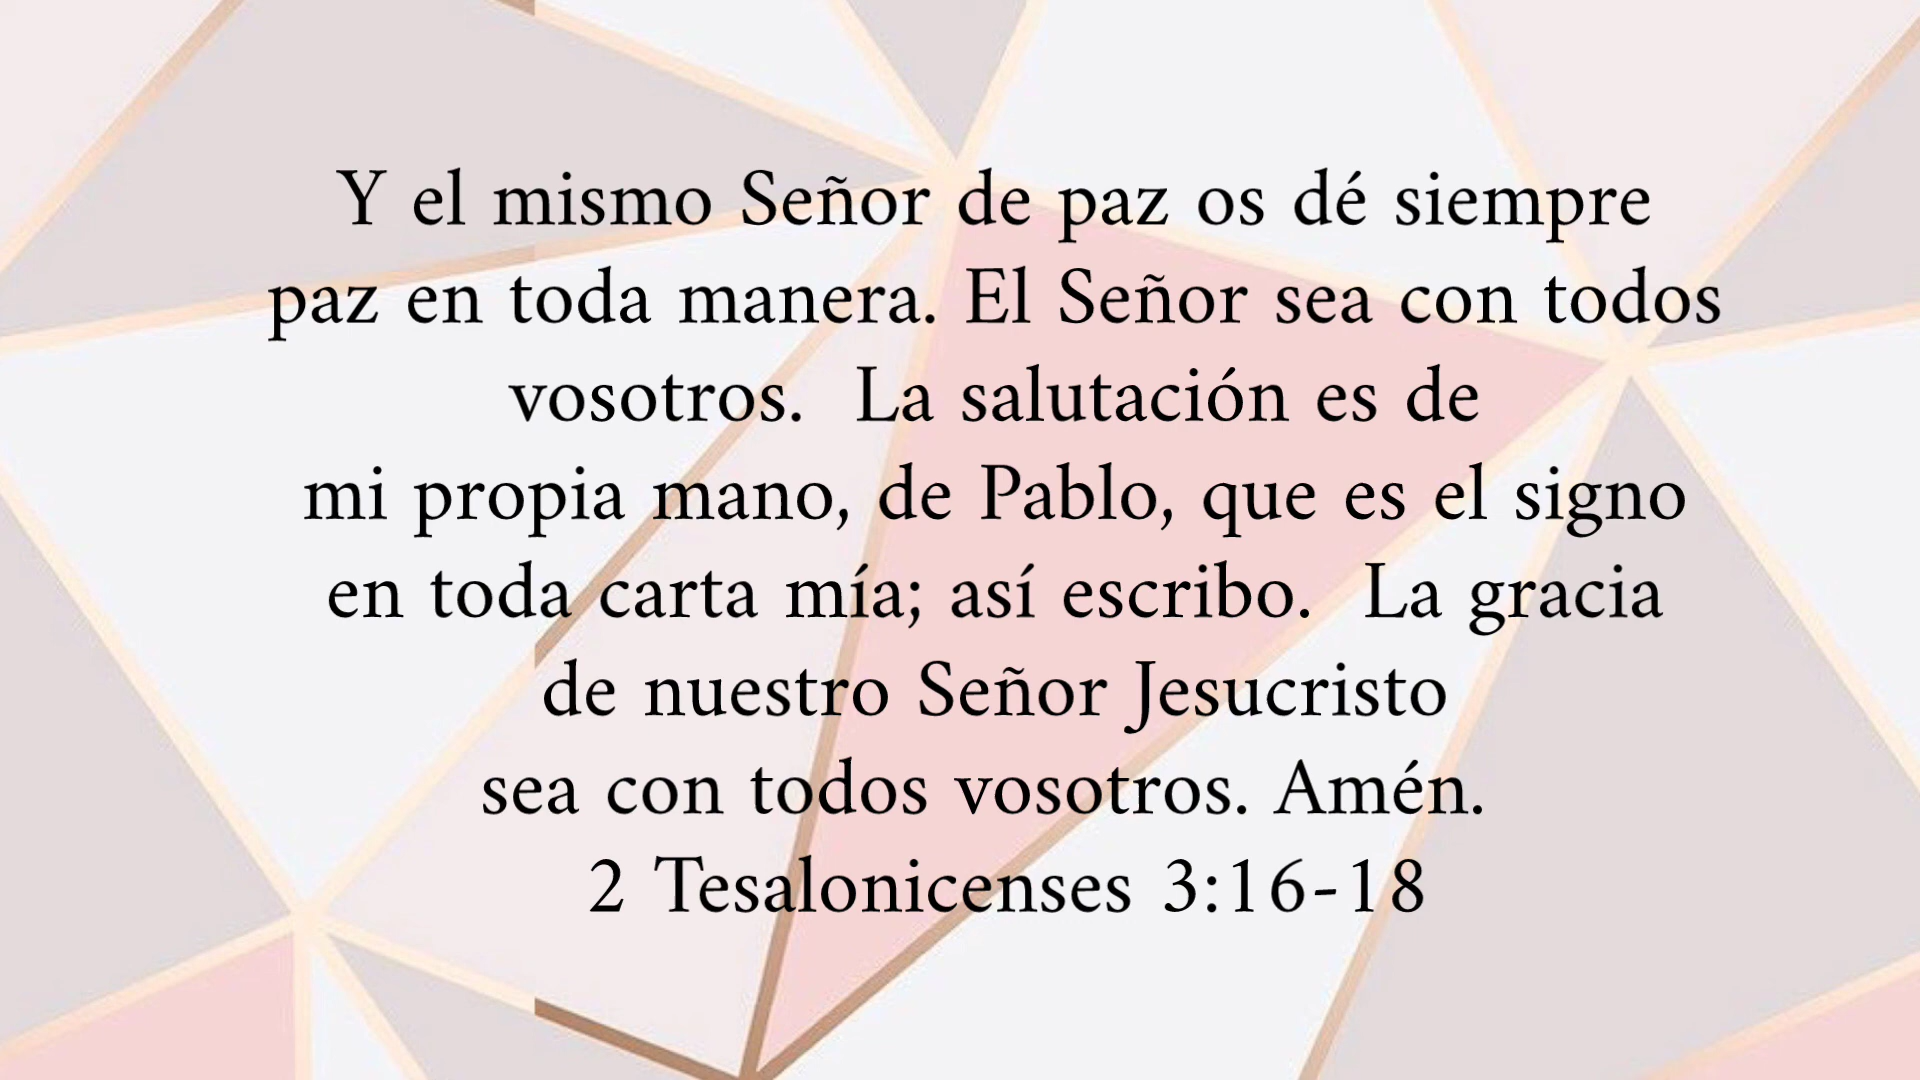 Y el mismo Señor de paz os dé siempre
paz en toda manera. El Señor sea con todos
vosotros.  La salutación es de
mi propia mano, de Pablo, que es el signo
en toda carta mía; así escribo.  La gracia
de nuestro Señor Jesucristo
sea con todos vosotros. Amén.
2 Tesalonicenses 3:16-18